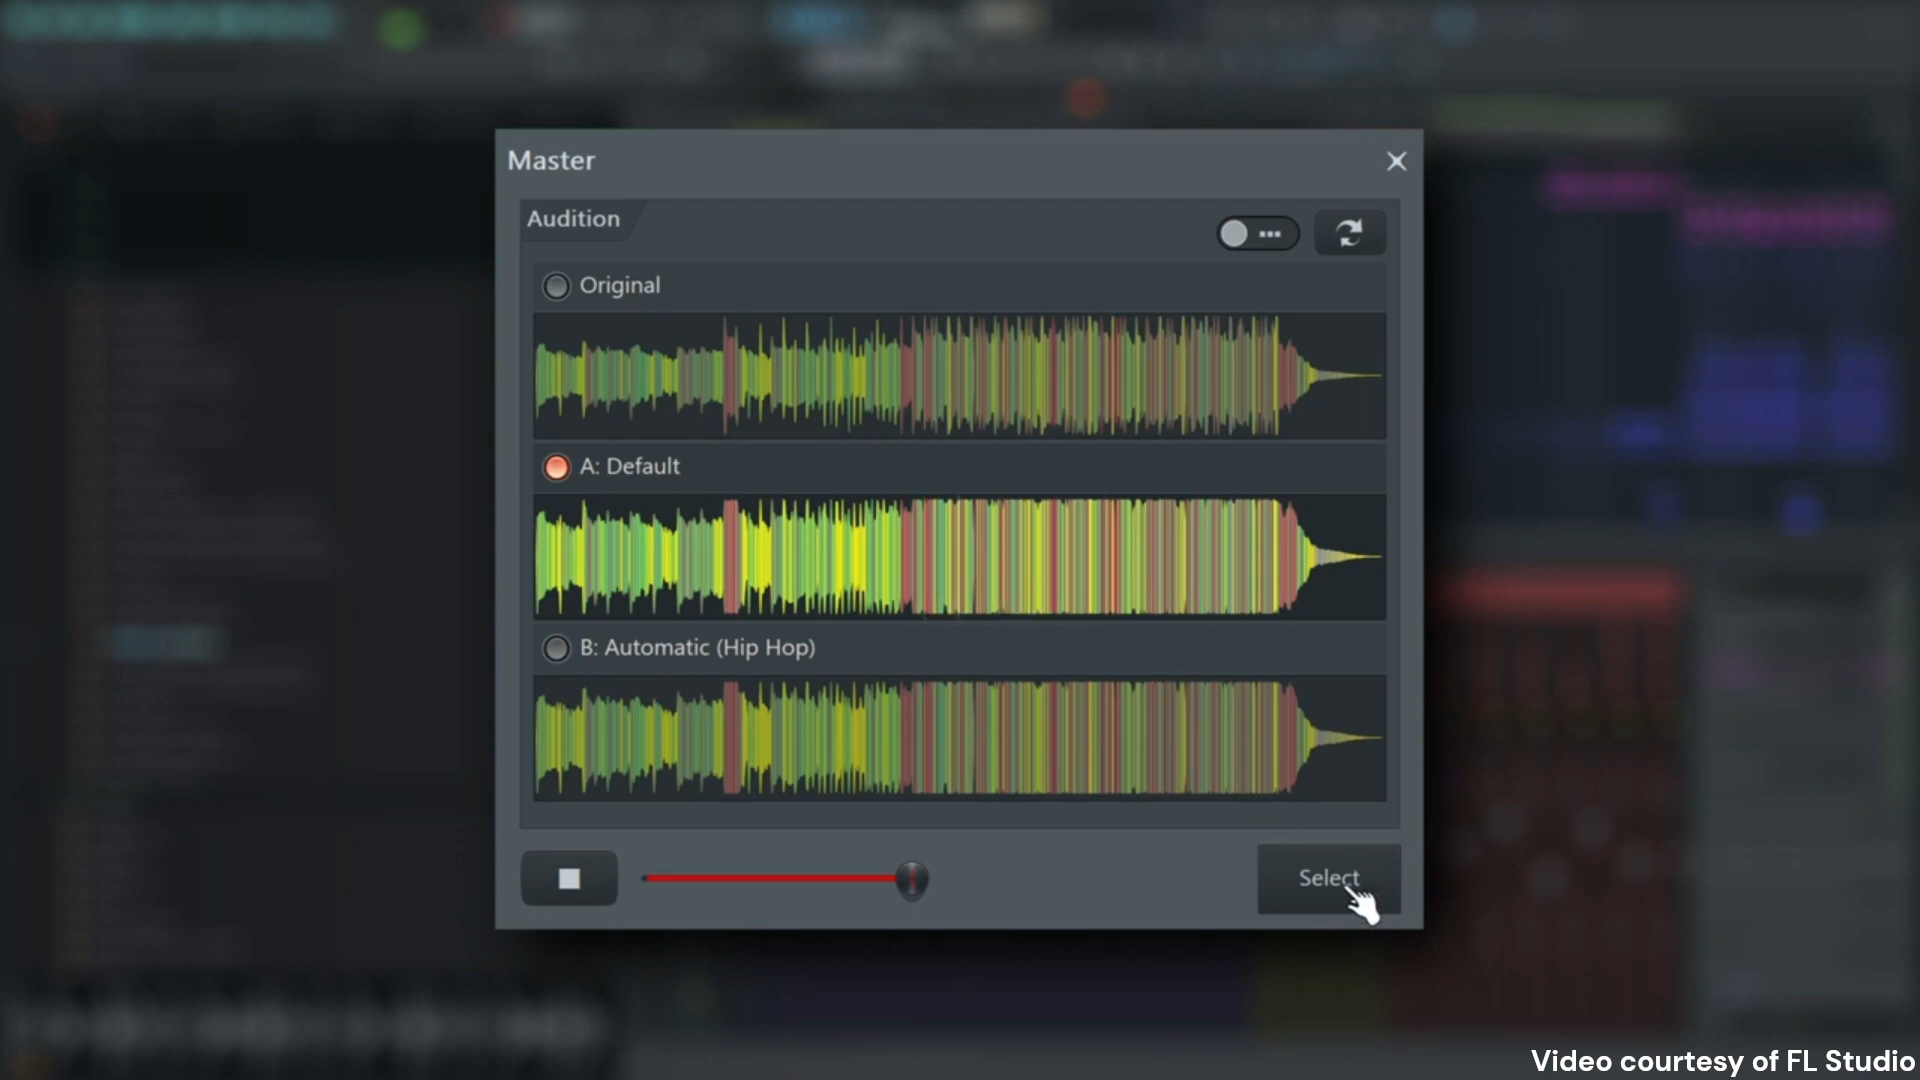 Master
Audition
Original
A: Default
B: Automatic (Hip Hop)
Select
Video courtesy of FL Studio